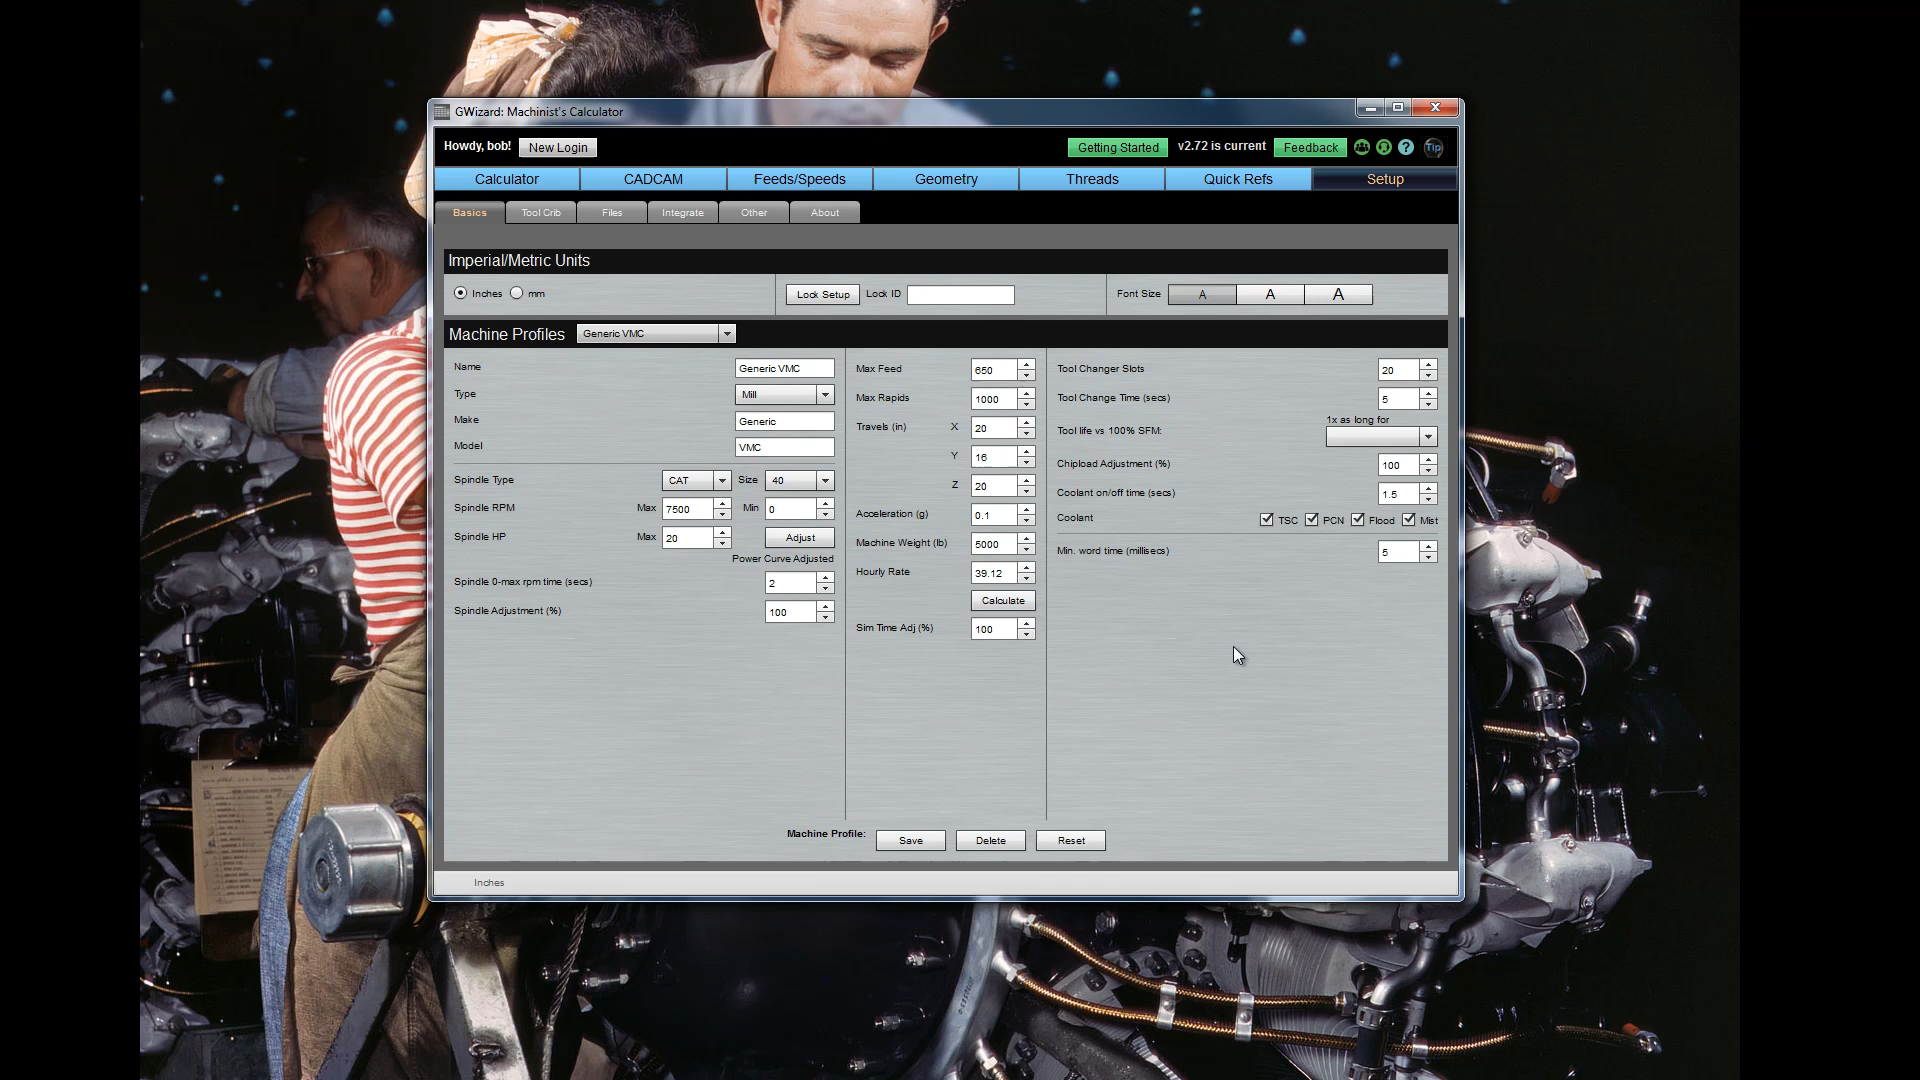 GWizard: Machinist's Calculator
Howdy, bob! New Login Getting Started v2.72 is current Feedback ? Tip
Calculator CADCAM Feeds/Speeds Geometry Threads Quick Refs Setup
Basics Tool Crib Files Integrate Other About
Imperial/Metric Units
Inches mm Lock Setup Lock ID Font Size A A A
Machine Profiles Generic VMC
Name Generic VMC
Type Mill
Make Generic
Model VMC
Spindle Type CAT Size 40
Spindle RPM Max 7500 Min 0
Spindle HP Max 20 Adjust
Power Curve Adjusted
Spindle 0-max rpm time (secs) 2
Spindle Adjustment (%) 100
Max Feed 650
Max Rapids 1000
Travels (in) X 20
Y 16
Z 20
Acceleration (g) 0.1
Machine Weight (lb) 5000
Hourly Rate 39.12
Calculate
Sim Time Adj (%) 100
Tool Changer Slots 20
Tool Change Time (secs) 5
1x as long for
Tool life vs 100% SFM:
Chipload Adjustment (%) 100
Coolant on/off time (secs) 1.5
Coolant TSC PCN Flood Mist
Min. word time (millisecs) 5
Machine Profile: Save Delete Reset
Inches